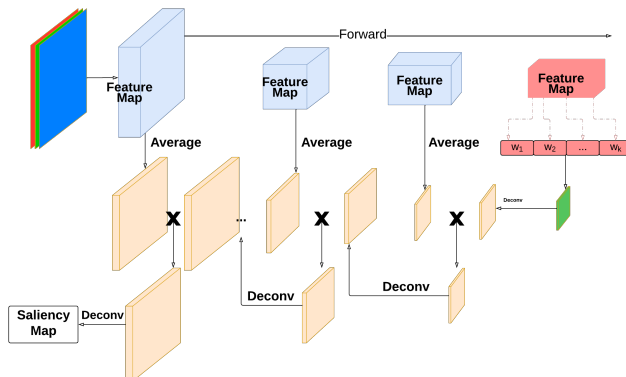 Forward
Feature
Map
Feature
Map
Feature
Map
Feature
Map
Average
Average
Average
w1
w2
...
wk
X
...
X
X
Deconv
Deconv
Deconv
Deconv
Saliency
Map